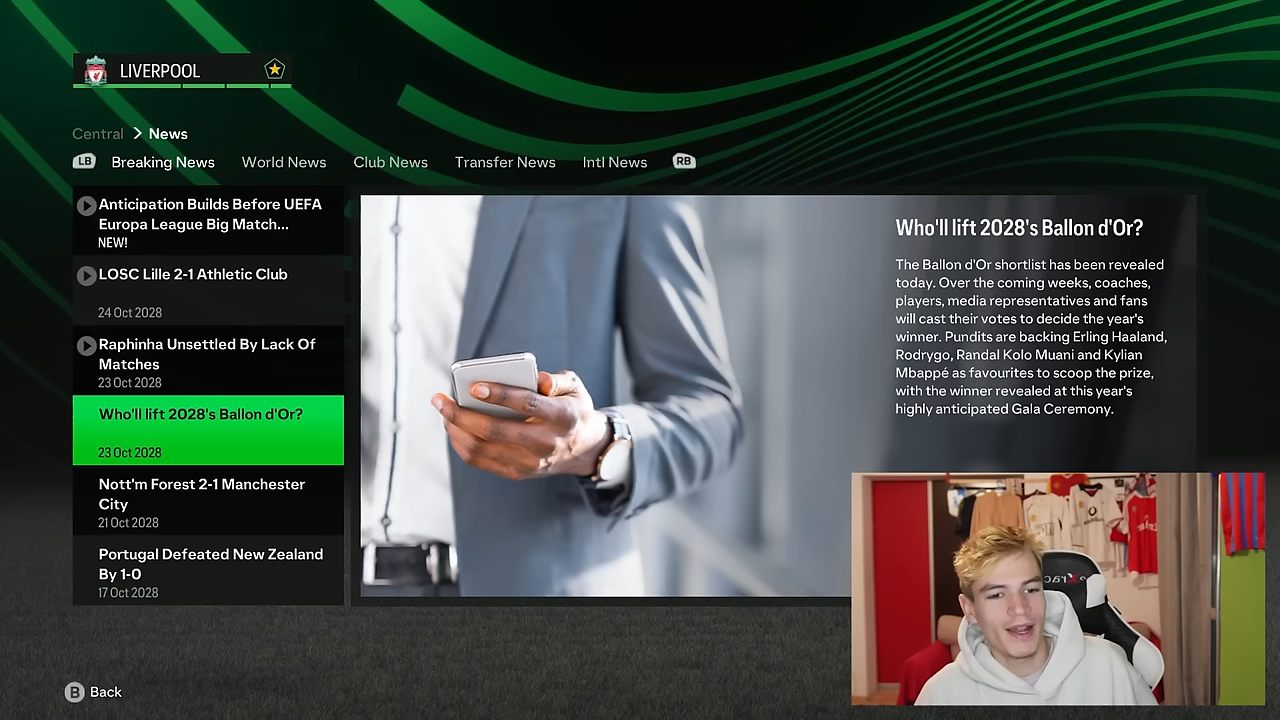 LIVERPOOL
Central > News
LB Breaking News World News Club News Transfer News Intl News RB
Anticipation Builds Before UEFA
Europa League Big Match...
NEW!
LOSC Lille 2-1 Athletic Club
24 Oct 2028
Raphinha Unsettled By Lack Of
Matches
23 Oct 2028
Who'll lift 2028's Ballon d'Or?
23 Oct 2028
Nott'm Forest 2-1 Manchester
City
21 Oct 2028
Portugal Defeated New Zealand
By 1-0
17 Oct 2028
Who'll lift 2028's Ballon d'Or?
The Ballon d'Or shortlist has been revealed
today. Over the coming weeks, coaches,
players, media representatives and fans
will cast their votes to decide the year's
winner. Pundits are backing Erling Haaland,
Rodrygo, Randal Kolo Muani and Kylian
Mbappé as favourites to scoop the prize,
with the winner revealed at this year's
highly anticipated Gala Ceremony.
B Back